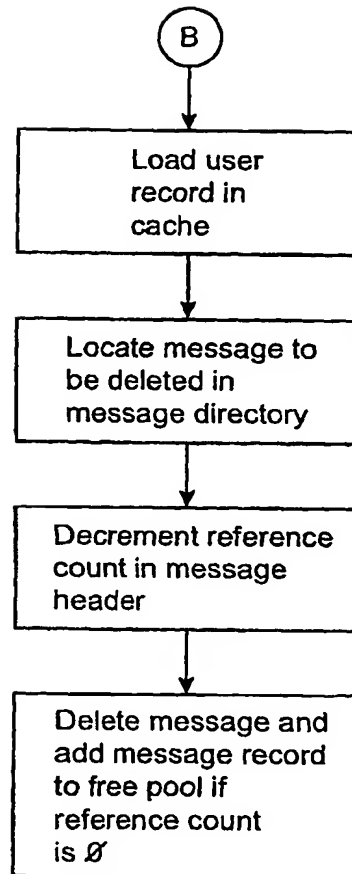 B
Load user
record in
cache
Locate message to
be deleted in
message directory
Decrement reference
count in message
header
Delete message and
add message record
to free pool if
reference count
is Ø